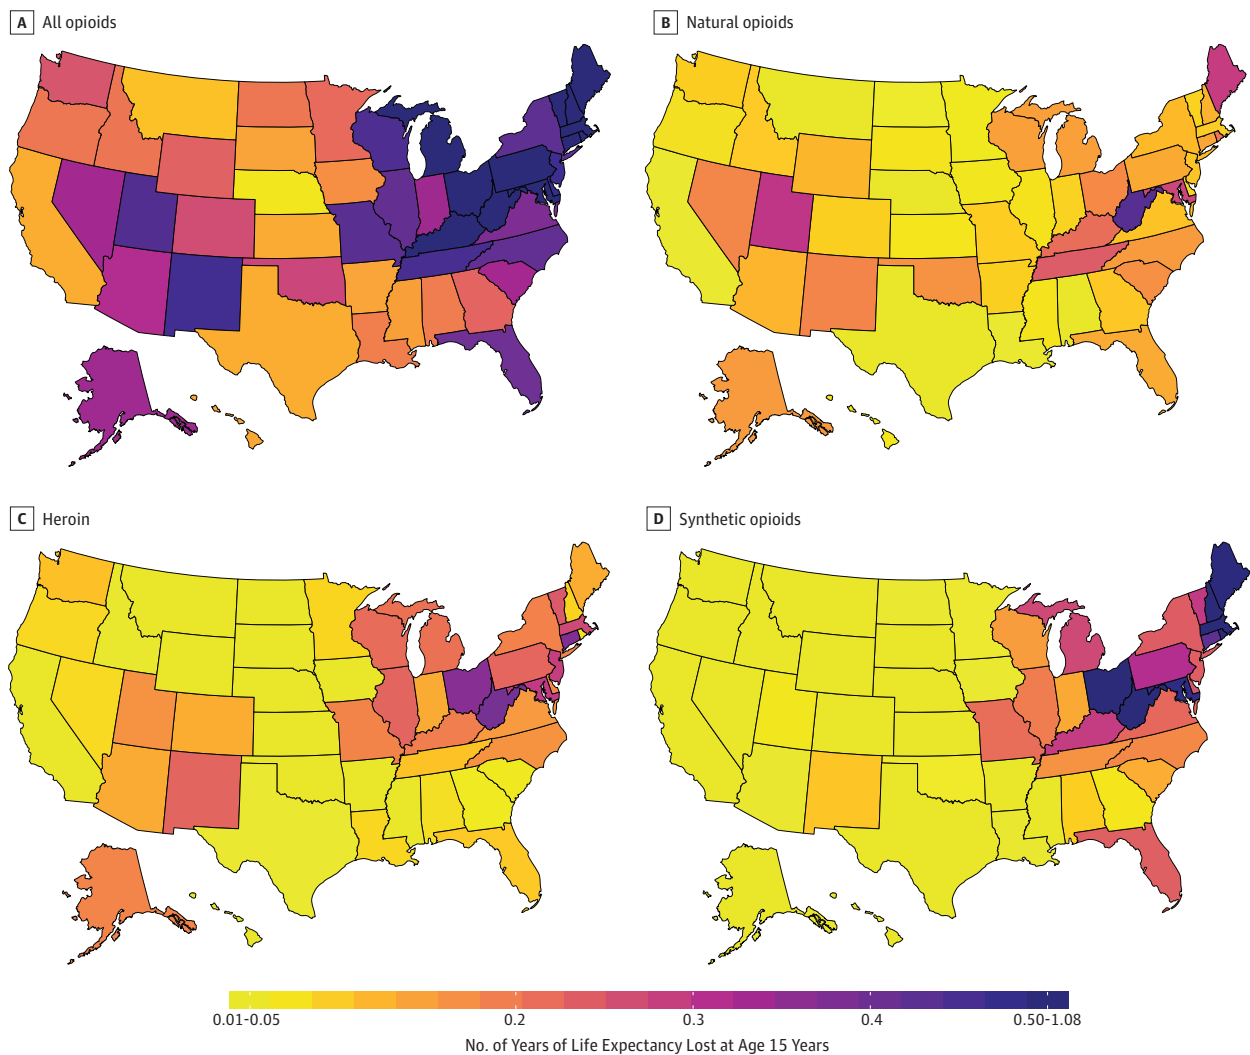 A All opioids
B Natural opioids
C Heroin
D Synthetic opioids
0.01-0.05 0.2 0.3 0.4 0.50-1.08
No. of Years of Life Expectancy Lost at Age 15 Years